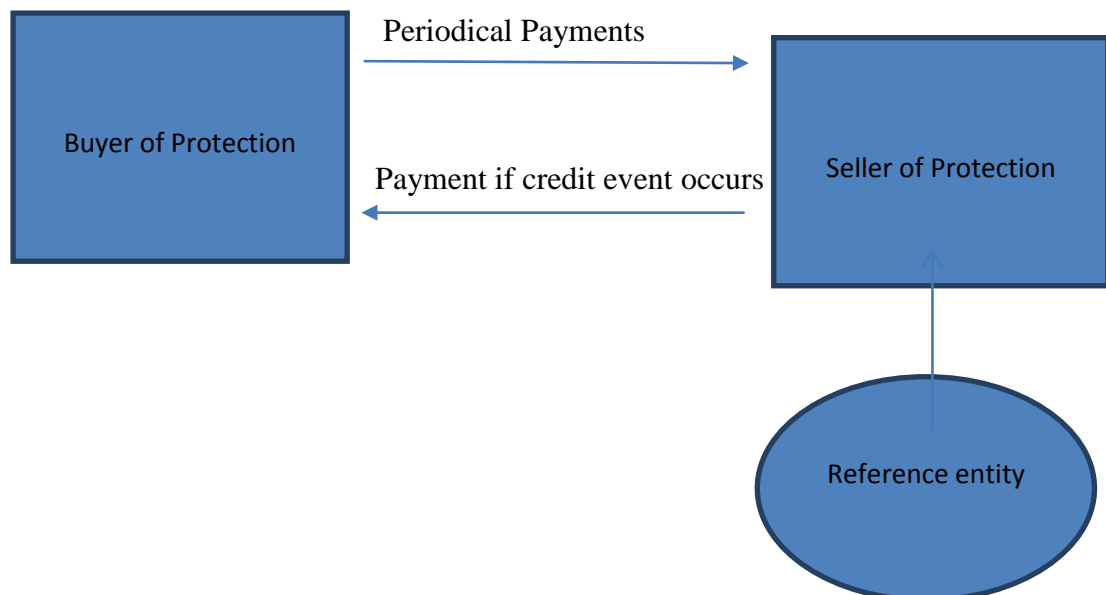 Periodical Payments
Buyer of Protection
Seller of Protection
Payment if credit event occurs
Reference entity